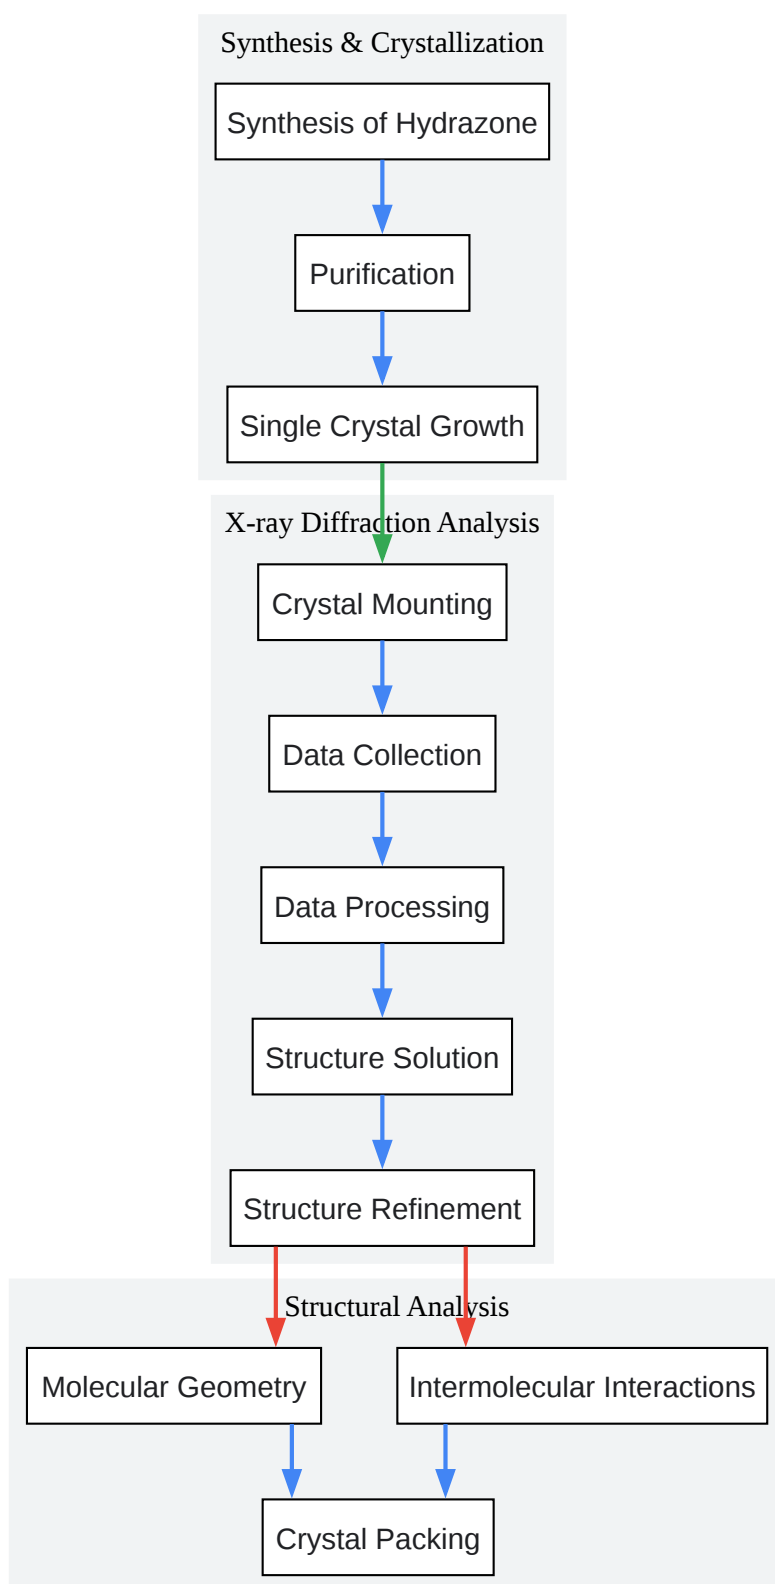 Synthesis & Crystallization
Synthesis of Hydrazone
Purification
Single Crystal Growth
X-ray Diffraction Analysis
Crystal Mounting
Data Collection
Data Processing
Structure Solution
Structure Refinement
Structural Analysis
Molecular Geometry
Intermolecular Interactions
Crystal Packing